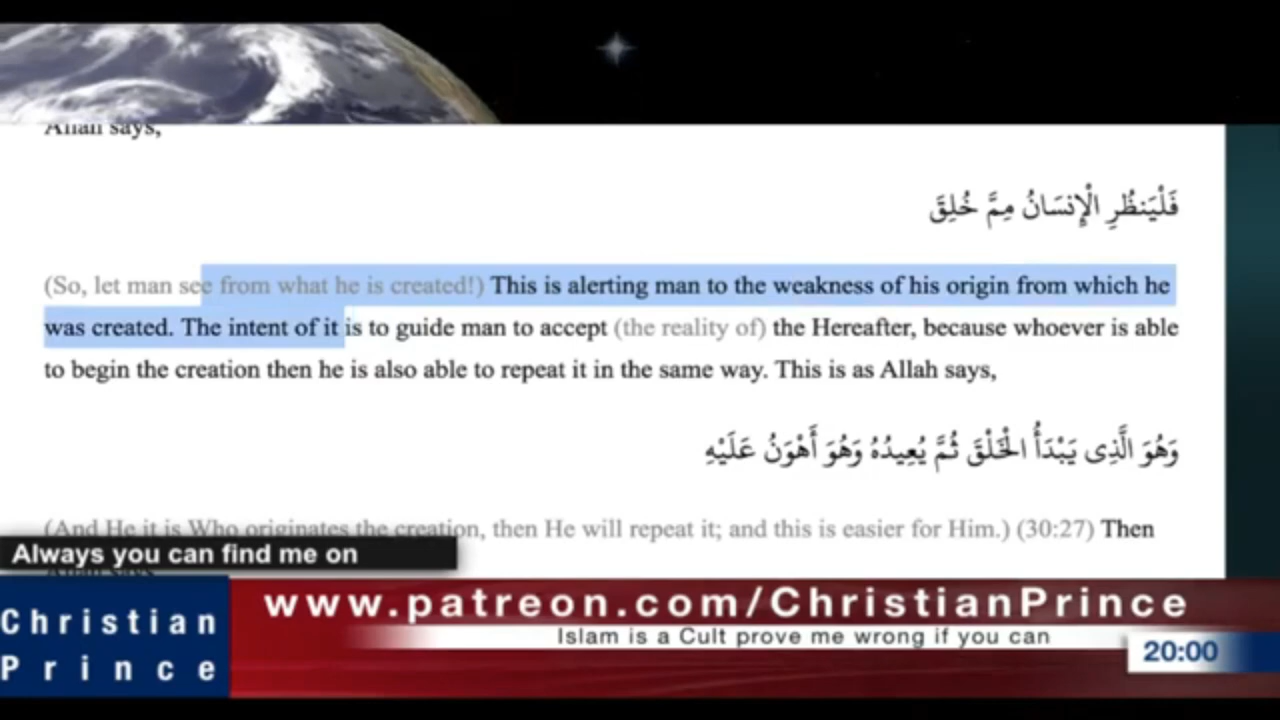 Allah says,
فَلْيَنظُرِ الْإِنسَانُ مِمَّ خُلِقَ
(So, let man see from what he is created!) This is alerting man to the weakness of his origin from which he
was created. The intent of it is to guide man to accept (the reality of) the Hereafter, because whoever is able
to begin the creation then he is also able to repeat it in the same way. This is as Allah says,
وَهُوَ الَّذِى يَبْدَأُ الْخَلْقَ ثُمَّ يُعِيدُهُ وَهُوَ أَهْوَنُ عَلَيْهِ
(And He it is Who originates the creation, then He will repeat it; and this is easier for Him.) (30:27) Then
Allah says
Always you can find me on
Christian
Prince
www.patreon.com/ChristianPrince
Islam is a Cult prove me wrong if you can
20:00